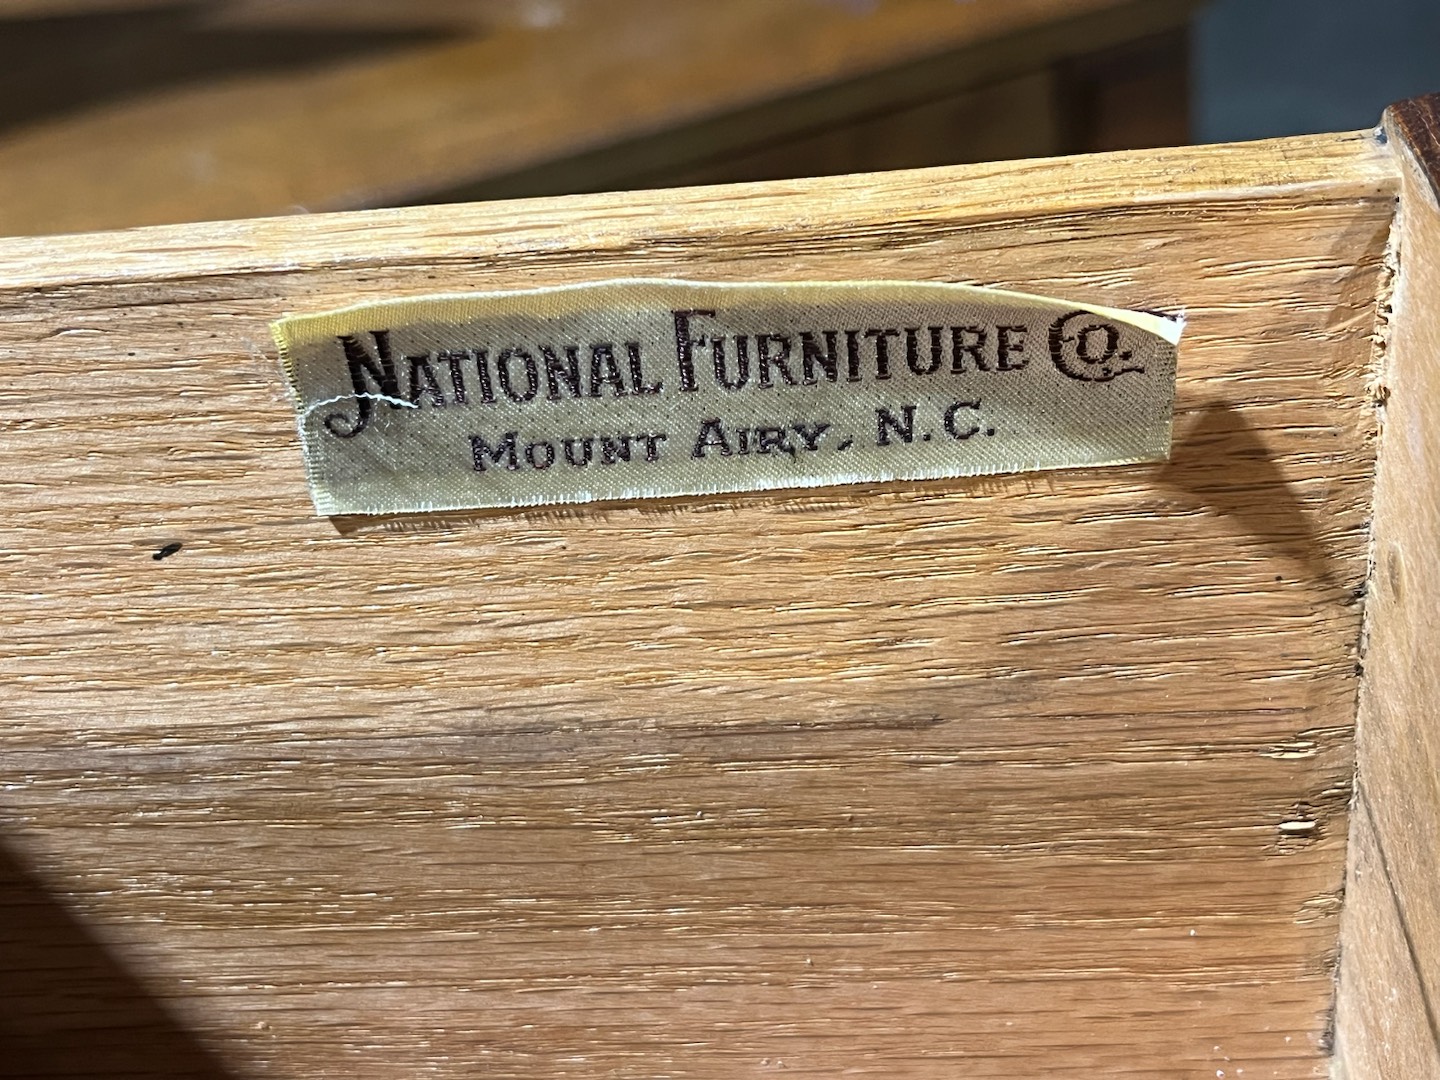 National Furniture Co.
Mount Airy, N.C.